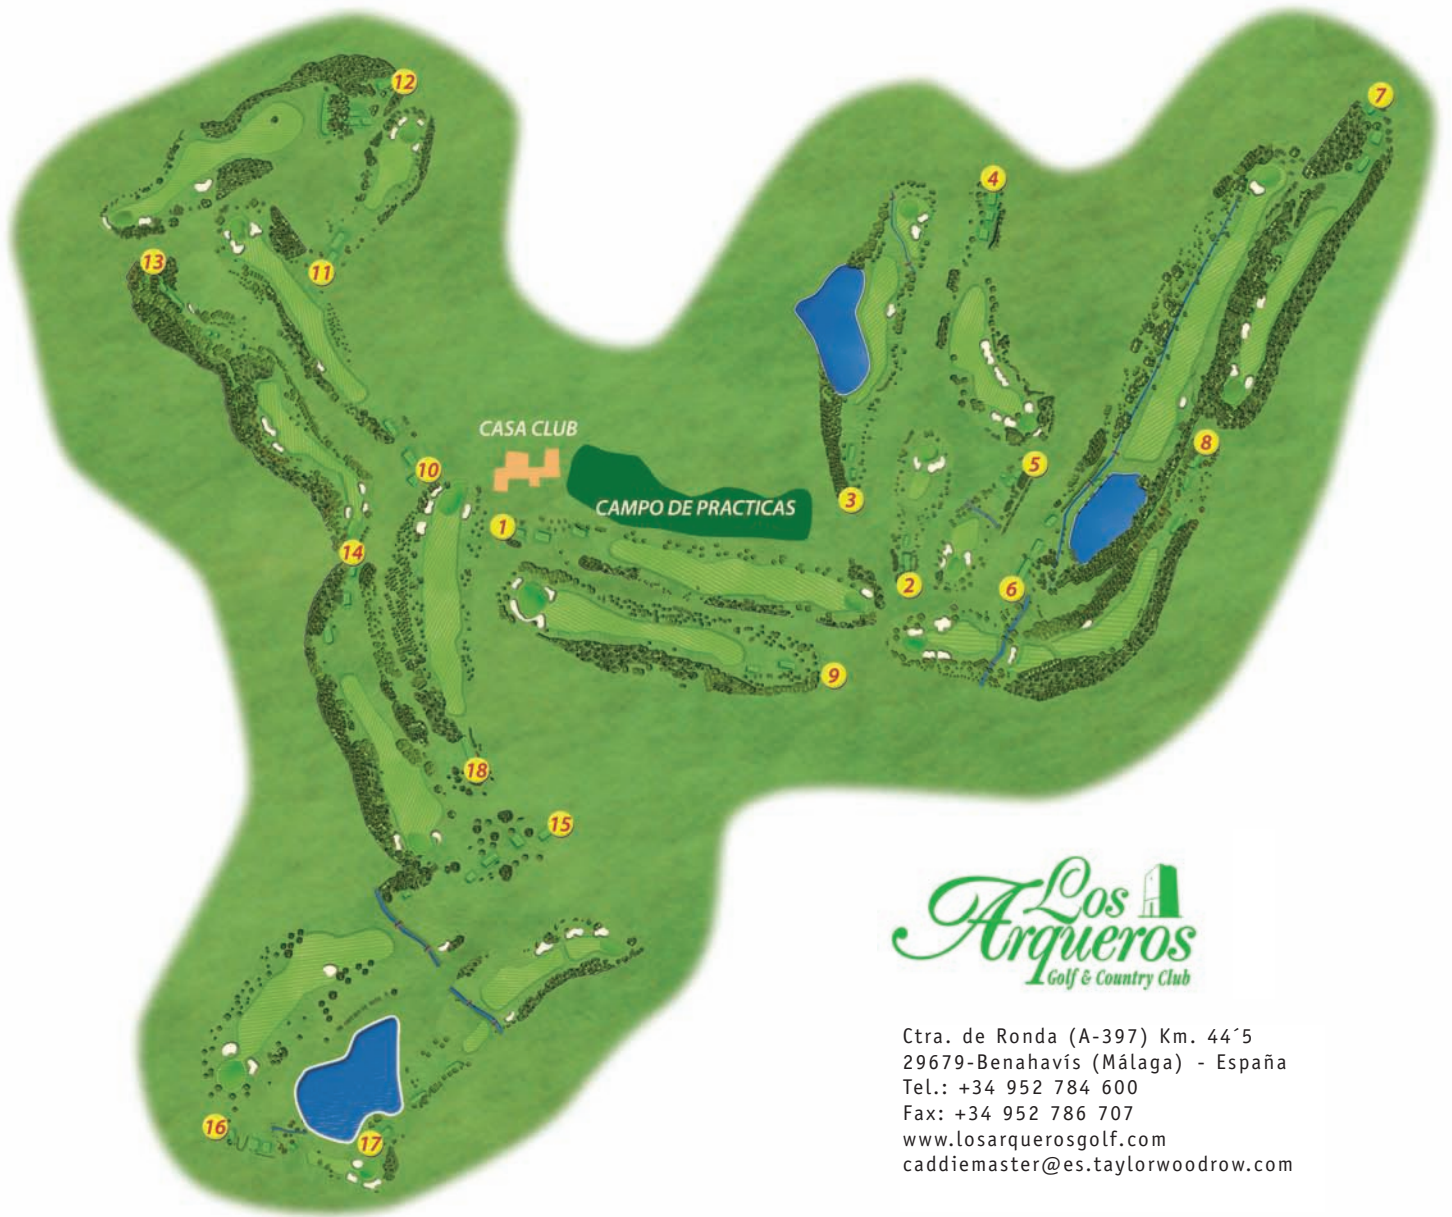 12
7
4
13
11
CASA CLUB
10
8
5
3
CAMPO DE PRACTICAS
1
14
2
6
9
18
15
Los
Arqueros
Golf & Country Club
Ctra. de Ronda (A-397) Km. 44´5
29679-Benahavís (Málaga) - España
Tel.: +34 952 784 600
Fax: +34 952 786 707
www.losarquerosgolf.com
caddiemaster@es.taylorwoodrow.com
16
17